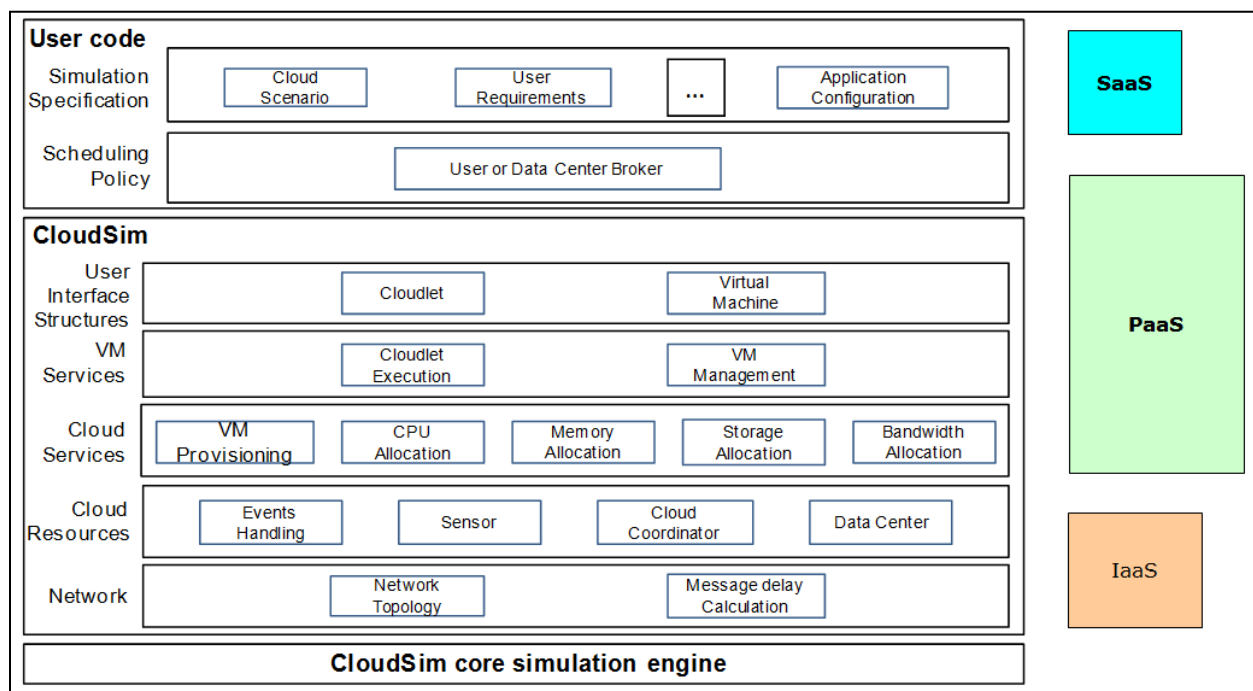 User code
Simulation
Specification
Cloud
Scenario
User
Requirements
...
Application
Configuration
Scheduling
Policy
User or Data Center Broker
CloudSim
User
Interface
Structures
Cloudlet
Virtual
Machine
VM
Services
Cloudlet
Execution
VM
Management
Cloud
Services
VM
Provisioning
CPU
Allocation
Memory
Allocation
Storage
Allocation
Bandwidth
Allocation
Cloud
Resources
Events
Handling
Sensor
Cloud
Coordinator
Data Center
Network
Network
Topology
Message delay
Calculation
CloudSim core simulation engine
SaaS
PaaS
IaaS